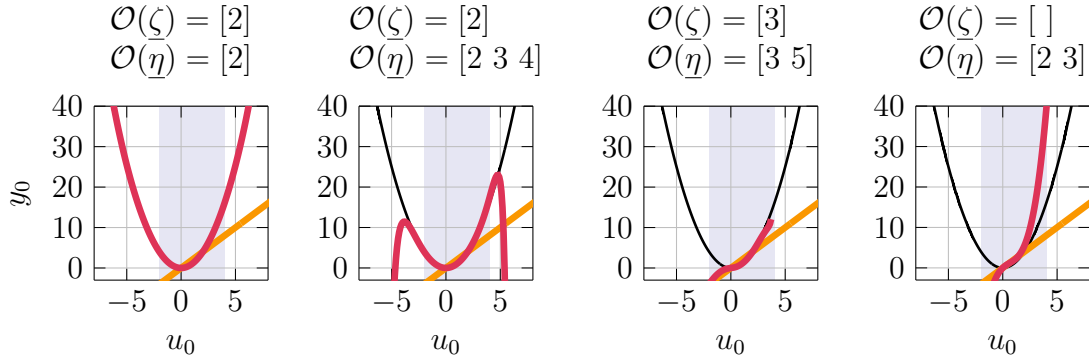 𝒪(ζ) = [2] 𝒪(ζ) = [2] 𝒪(ζ) = [3] 𝒪(ζ) = [ ]
𝒪(η) = [2] 𝒪(η) = [2 3 4] 𝒪(η) = [3 5] 𝒪(η) = [2 3]
40 40 40 40
30 30 30 30
20 20 20 20
10 10 10 10
0 0 0 0
y₀
−5 0 5 −5 0 5 −5 0 5 −5 0 5
u₀ u₀ u₀ u₀